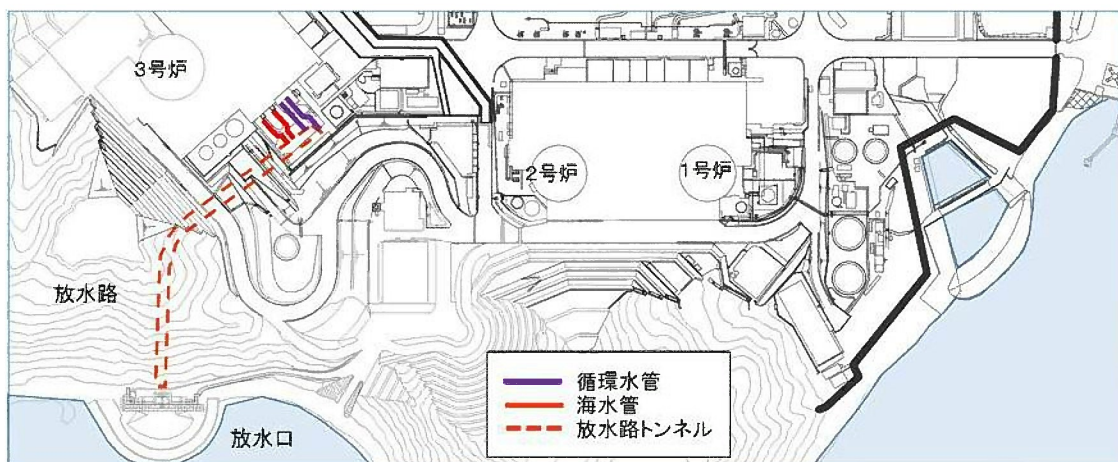 3号炉
2号炉
1号炉
放水路
放水口
循環水管
海水管
放水路トンネル